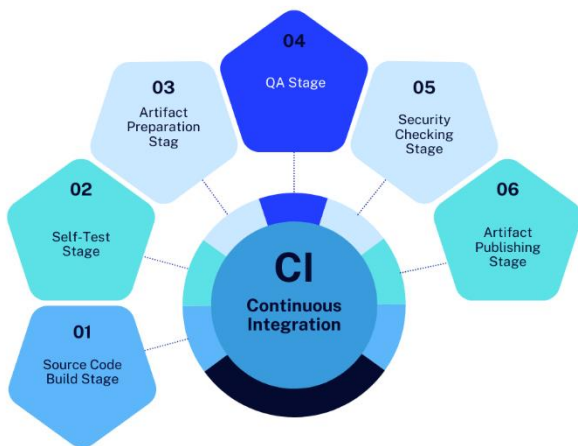 01
Source Code
Build Stage
02
Self-Test
Stage
03
Artifact
Preparation
Stag
04
QA Stage
05
Security
Checking
Stage
06
Artifact
Publishing
Stage
CI
Continuous
Integration